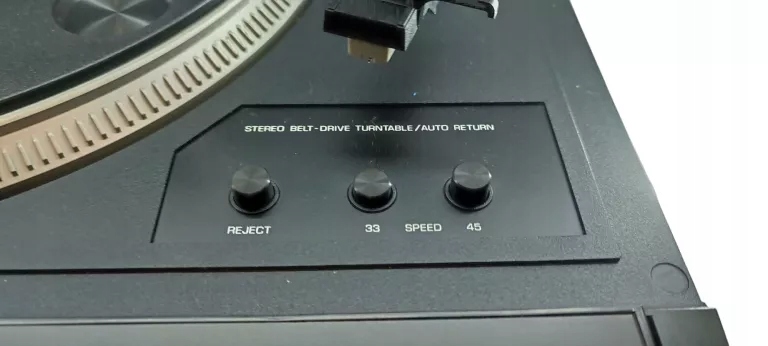 STEREO BELT-DRIVE TURNTABLE/AUTO RETURN
REJECT 33 SPEED 45